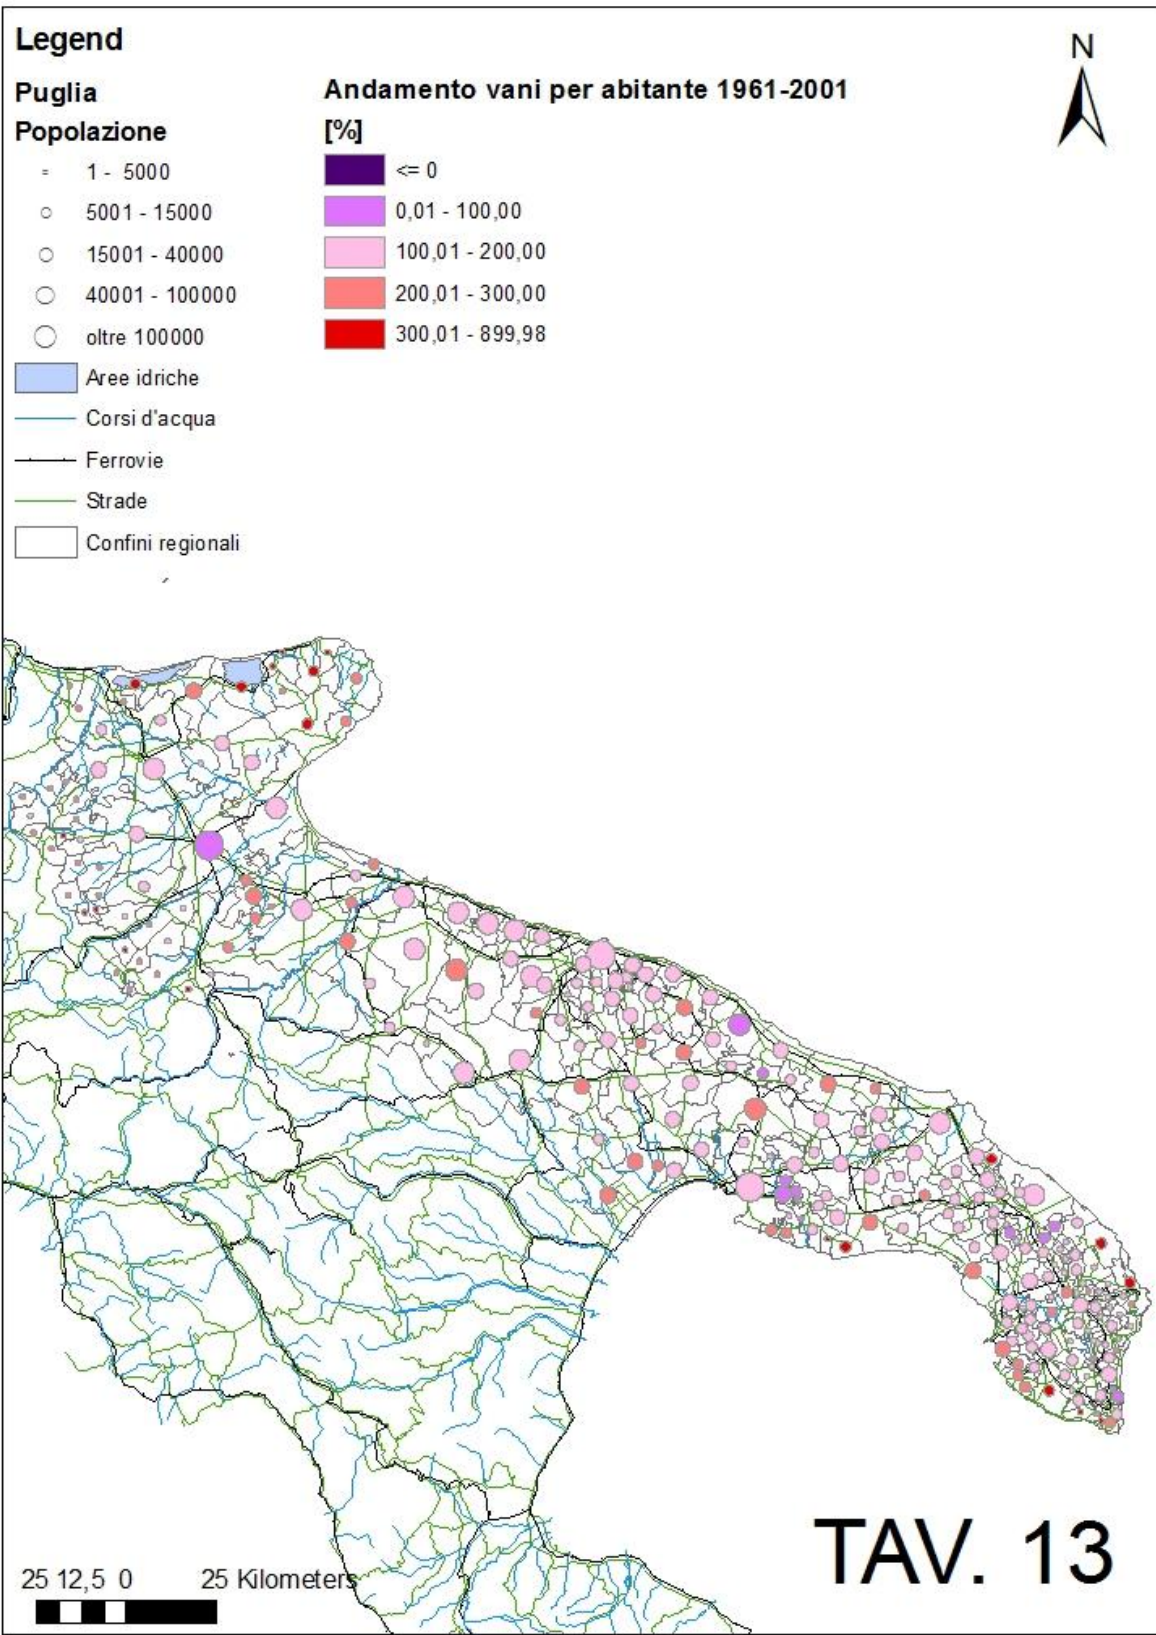 Legend
N
Puglia
Andamento vani per abitante 1961-2001
Popolazione
[%]
1 - 5000
<= 0
5001 - 15000
0,01 - 100,00
15001 - 40000
100,01 - 200,00
40001 - 100000
200,01 - 300,00
oltre 100000
300,01 - 899,98
Aree idriche
Corsi d'acqua
Ferrovie
Strade
Confini regionali
TAV. 13
25 12,5 0 25 Kilometers